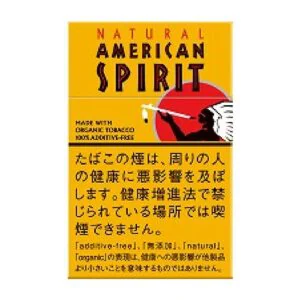 NATURAL
AMERICAN
SPIRIT
MADE WITH
ORGANIC TOBACCO
100% ADDITIVE-FREE
たばこの煙は、周りの人
の健康に悪影響を及ぼ
します。健康増進法で禁
じられている場所では喫
煙できません。
「additive-free」、「無添加」、「natural」、
「organic」の表現は、健康への悪影響が他製品
より小さいことを意味するものではありません。